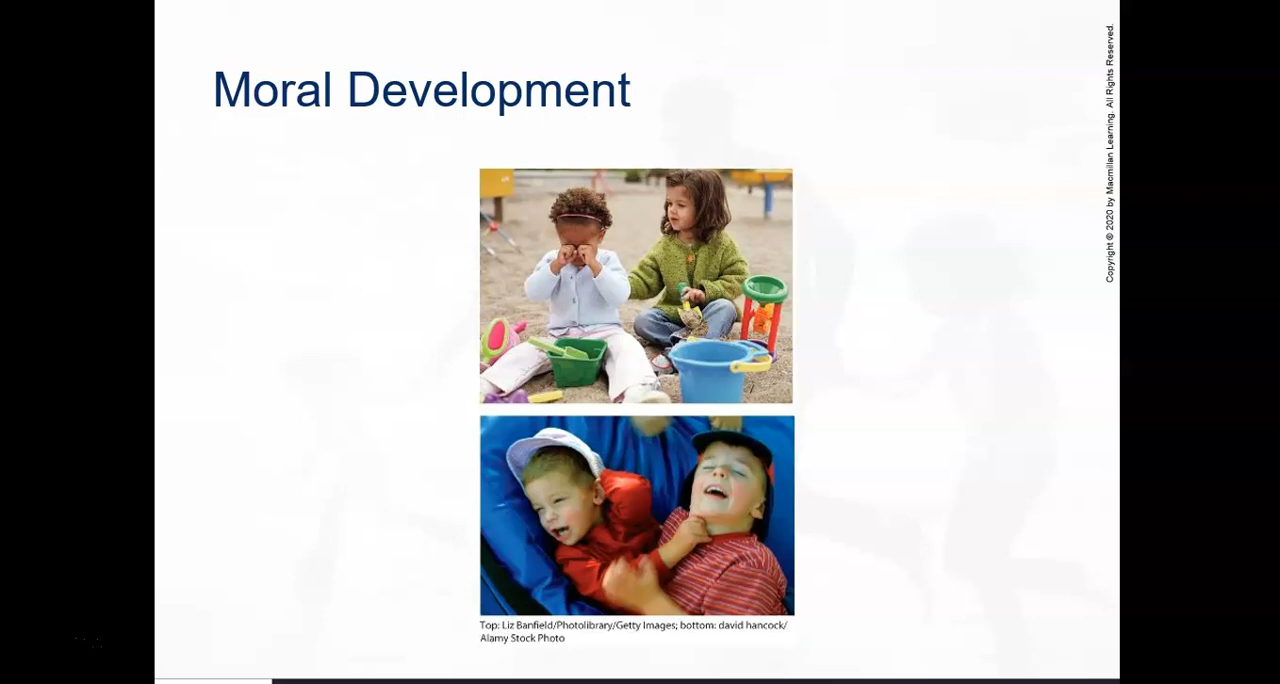 Moral Development
Copyright © 2020 by Macmillan Learning. All Rights Reserved.
Top: Liz Banfield/Photolibrary/Getty Images; bottom: david hancock/
Alamy Stock Photo